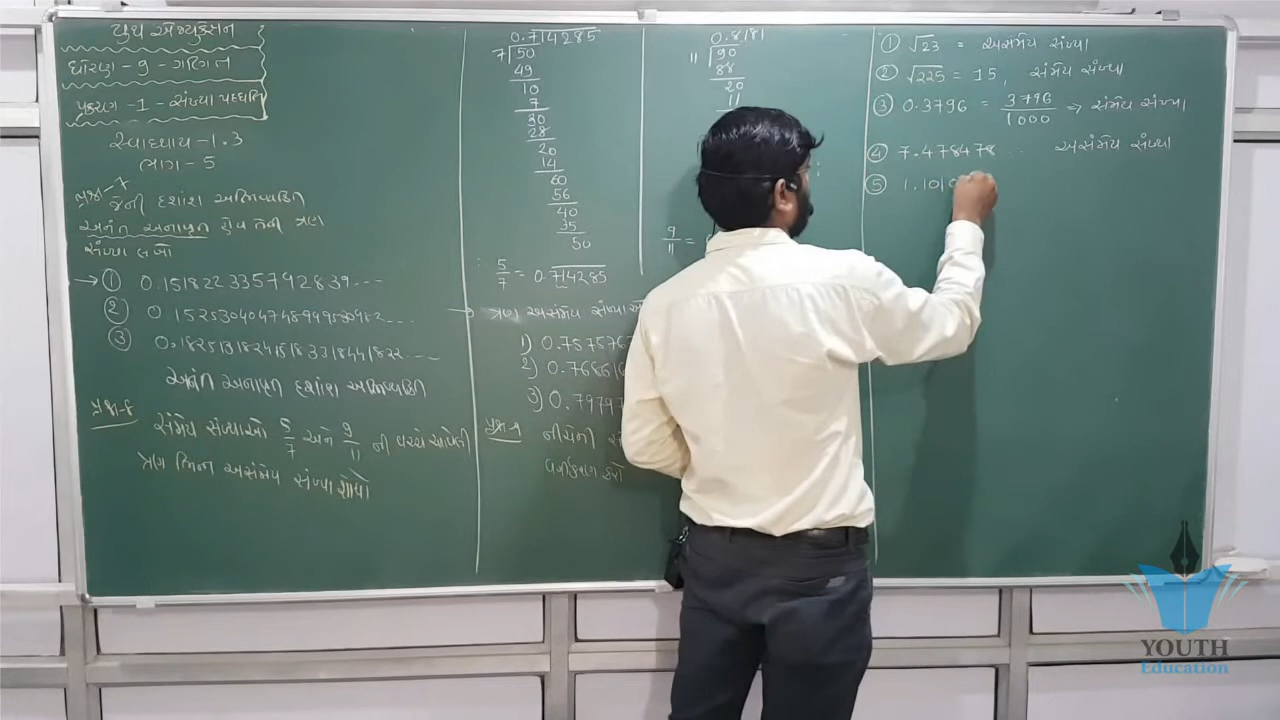 યુથ એજ્યુકેશન
ધોરણ - 9 - ગણિત
પ્રકરણ - 1 - સંખ્યા પદ્ધતિ
સ્વાધ્યાય - 1.3
ભાગ - 5
પ્રશ્ન-7
જેની દશાંશ અભિવ્યક્તિ
અનંત અનાવૃત્ત હોય તેવી ત્રણ
સંખ્યા લખો
→ ① 0.151822335792839...
②
③
અનંત અનાવૃત્ત દશાંશ અભિવ્યક્તિ
પ્રશ્ન-8
સંમેય સંખ્યાઓ 5/7 અને 9/11 ની વચ્ચે આવેલી
ત્રણ ભિન્ન અસંમેય સંખ્યા શોધો
0.714285
7 50
49
10
7
30
28
20
14
60
56
40
35
50
5/7 = 0.714285
→ ત્રણ અસંમેય સંખ્યા
1) 0.75757
2) 0.7686
3) 0.7979
પ્રશ્ન-9 નીચેની
વર્ગીકરણ કરો
0.8181
11 90
88
20
11
9/11 =
① √23 = અસંમેય સંખ્યા
② √225 = 15, સંમેય સંખ્યા
③ 0.3796 = 3796/1000 ⇒ સંમેય સંખ્યા
④ 7.478478... અસંમેય સંખ્યા
⑤ 1.101
YOUTH
Education